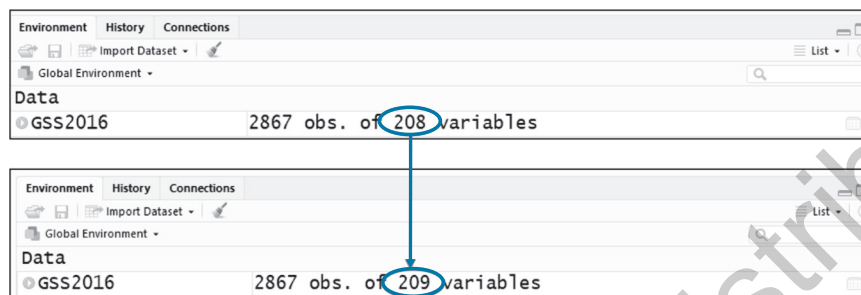 Environment History Connections
Import Dataset
List
Global Environment
Data
GSS2016 2867 obs. of 208 variables
Environment History Connections
Import Dataset
List
Global Environment
Data
GSS2016 2867 obs. of 209 variables